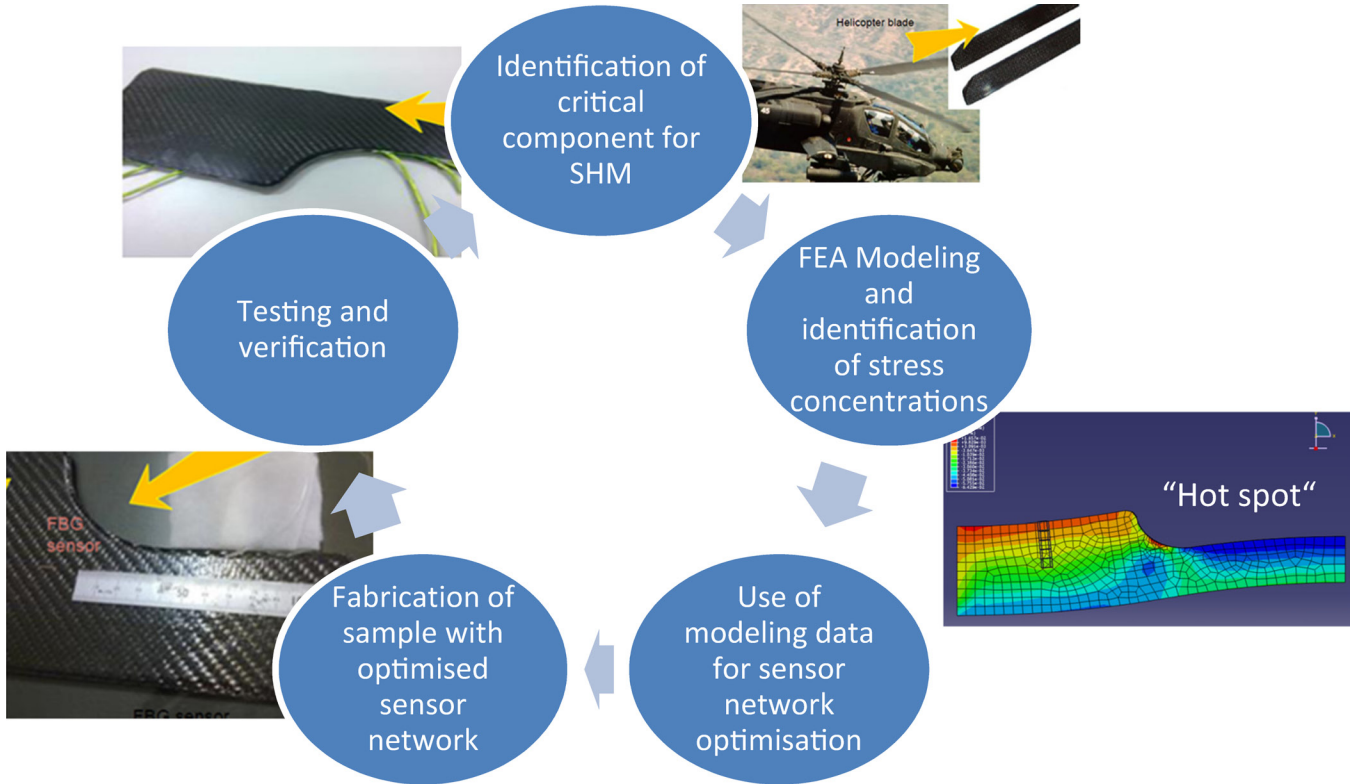 Helicopter blade
Identification of
critical
component for
SHM
FEA Modeling
and
identification
of stress
concentrations
"Hot spot"
Use of
modeling data
for sensor
network
optimisation
Fabrication of
sample with
optimised
sensor
network
FBG
sensor
FBG sensor
Testing and
verification